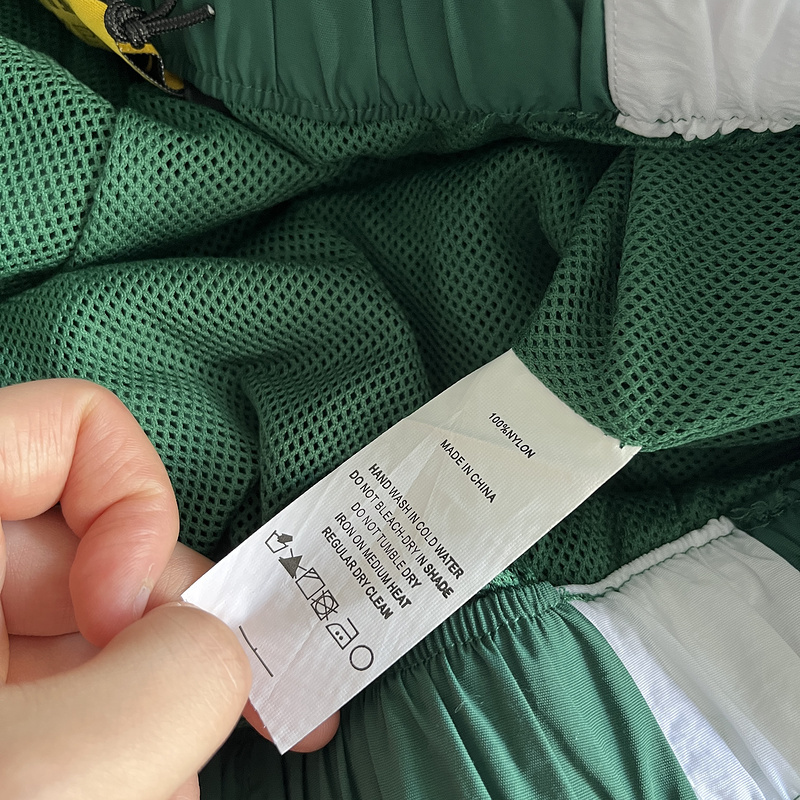 100%NYLON
MADE IN CHINA
HAND WASH IN COLD WATER
DO NOT BLEACH-DRY IN SHADE
DO NOT TUMBLE DRY
IRON ON MEDIUM HEAT
REGULAR DRY CLEAN